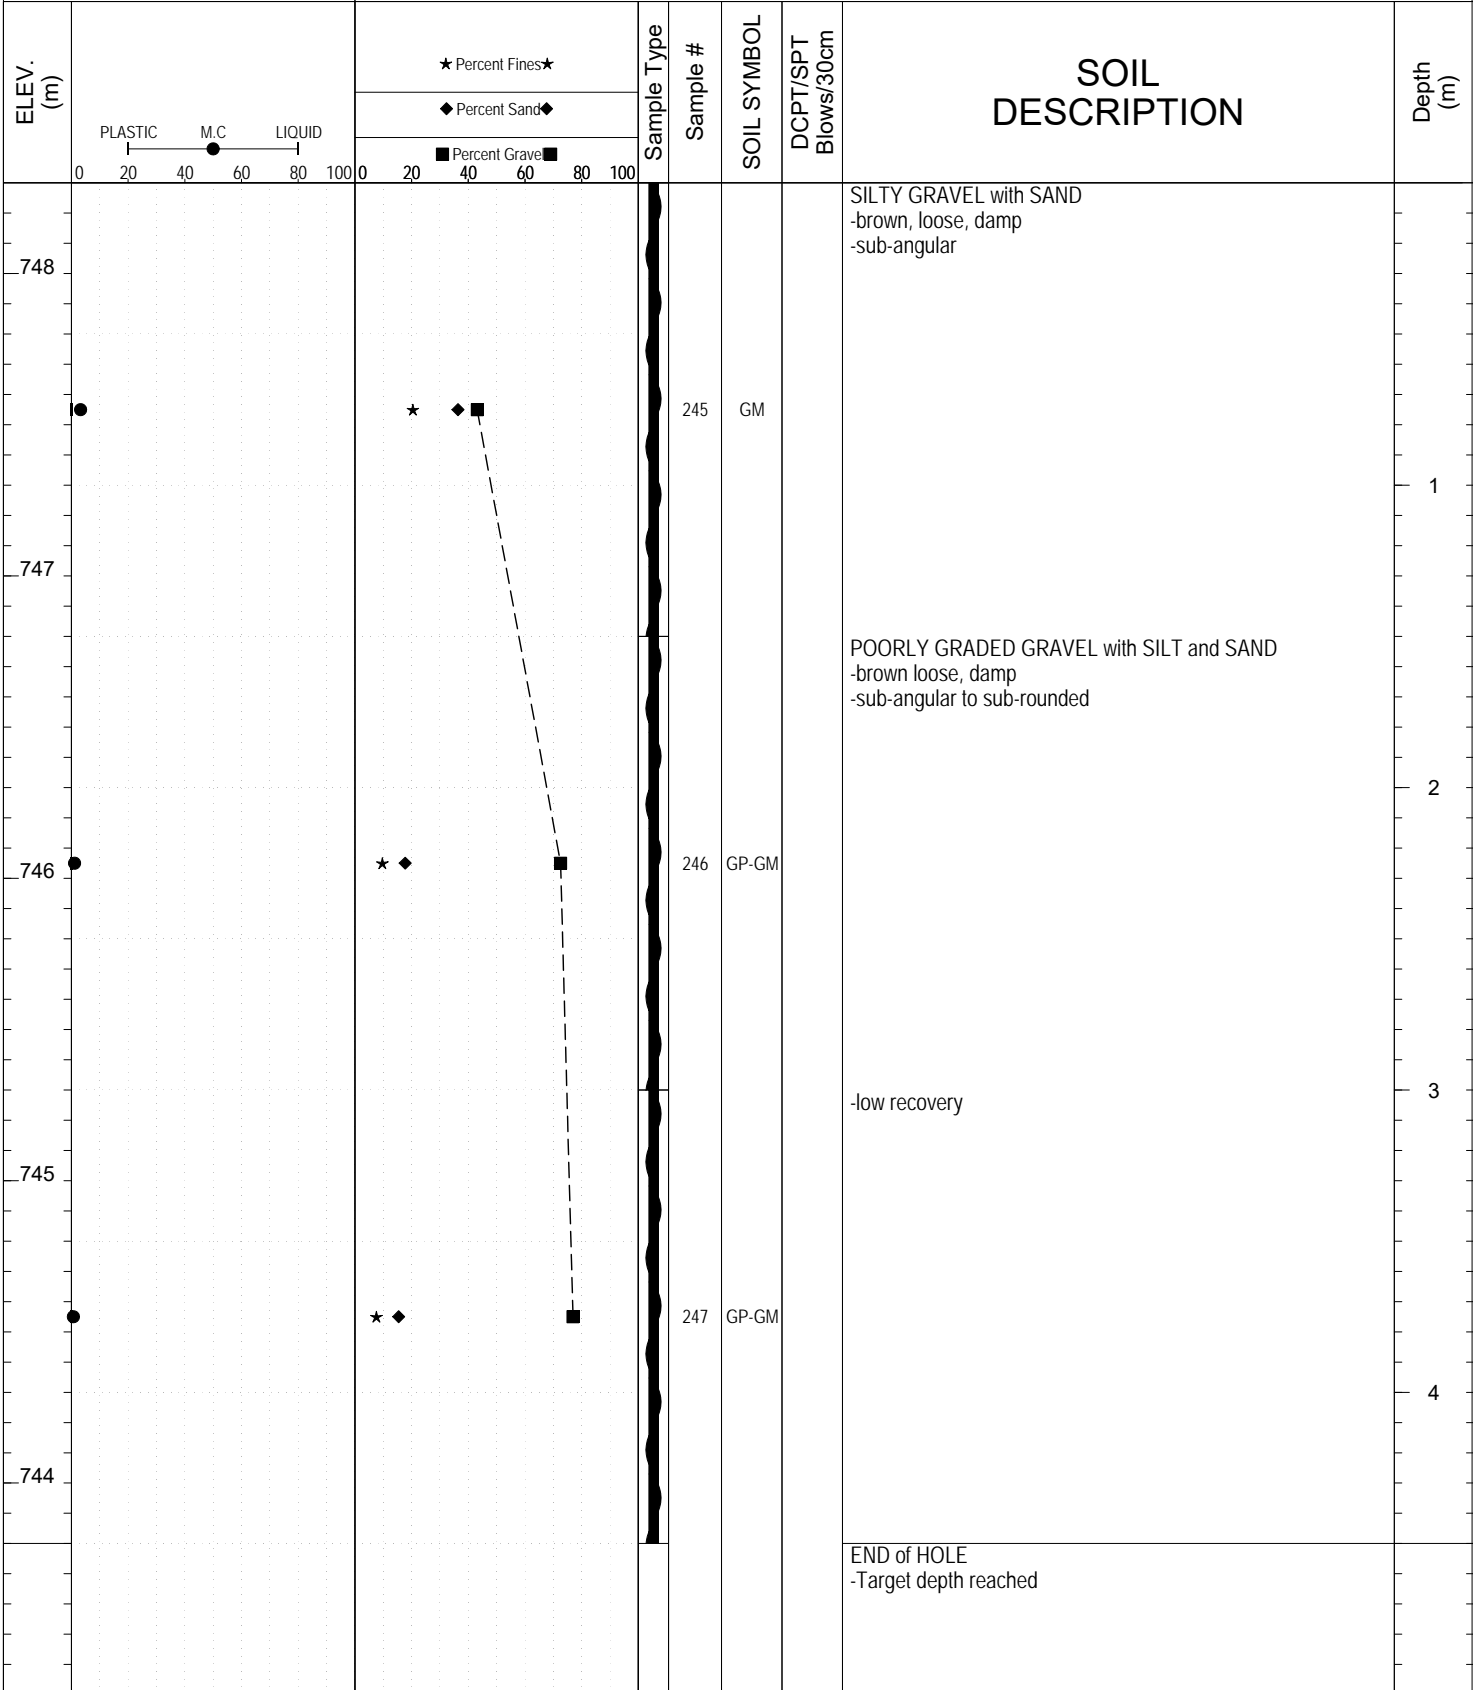 ELEV.
(m)
PLASTIC M.C LIQUID
0 20 40 60 80 100
Percent Fines
Percent Sand
Percent Gravel
0 20 40 60 80 100
Sample Type
Sample #
SOIL SYMBOL
DCPT/SPT
Blows/30cm
SOIL
DESCRIPTION
Depth
(m)
SILTY GRAVEL with SAND
-brown, loose, damp
-sub-angular
748
245 GM
1
747
POORLY GRADED GRAVEL with SILT and SAND
-brown loose, damp
-sub-angular to sub-rounded
2
746
246 GP-GM
3
-low recovery
745
247 GP-GM
4
744
END of HOLE
-Target depth reached